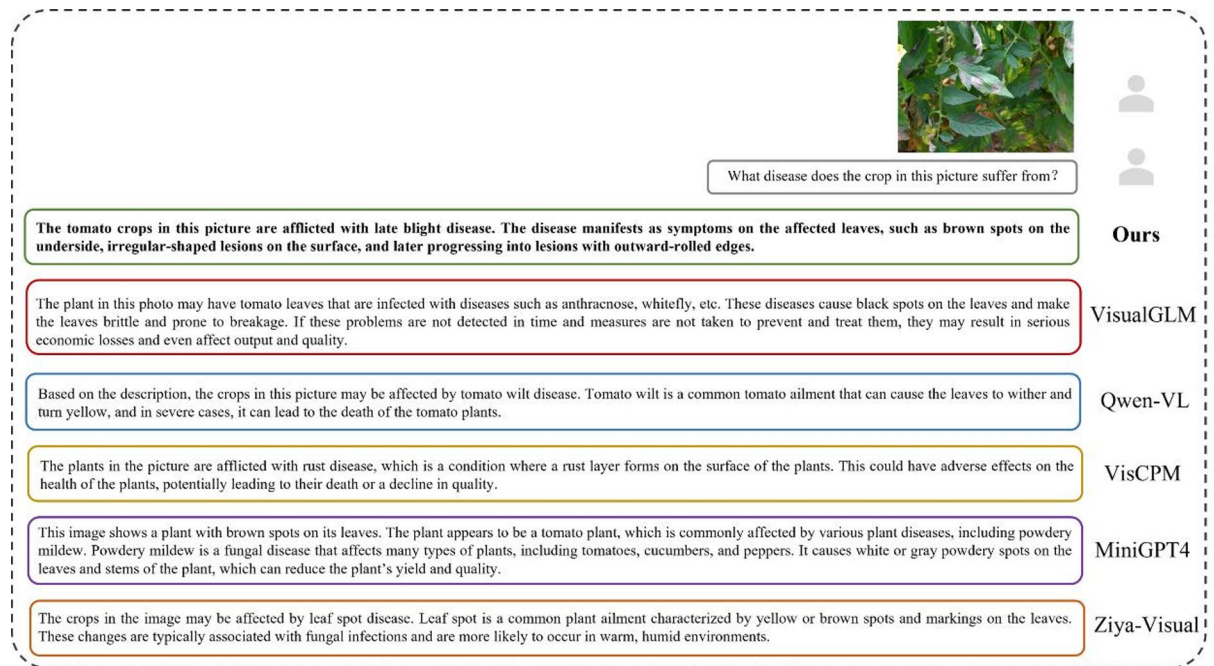 What disease does the crop in this picture suffer from?
The tomato crops in this picture are afflicted with late blight disease. The disease manifests as symptoms on the affected leaves, such as brown spots on the
underside, irregular-shaped lesions on the surface, and later progressing into lesions with outward-rolled edges.
Ours
The plant in this photo may have tomato leaves that are infected with diseases such as anthracnose, whitefly, etc. These diseases cause black spots on the leaves and make
the leaves brittle and prone to breakage. If these problems are not detected in time and measures are not taken to prevent and treat them, they may result in serious
economic losses and even affect output and quality.
VisualGLM
Based on the description, the crops in this picture may be affected by tomato wilt disease. Tomato wilt is a common tomato ailment that can cause the leaves to wither and
turn yellow, and in severe cases, it can lead to the death of the tomato plants.
Qwen-VL
The plants in the picture are afflicted with rust disease, which is a condition where a rust layer forms on the surface of the plants. This could have adverse effects on the
health of the plants, potentially leading to their death or a decline in quality.
VisCPM
This image shows a plant with brown spots on its leaves. The plant appears to be a tomato plant, which is commonly affected by various plant diseases, including powdery
mildew. Powdery mildew is a fungal disease that affects many types of plants, including tomatoes, cucumbers, and peppers. It causes white or gray powdery spots on the
leaves and stems of the plant, which can reduce the plant's yield and quality.
MiniGPT4
The crops in the image may be affected by leaf spot disease. Leaf spot is a common plant ailment characterized by yellow or brown spots and markings on the leaves.
These changes are typically associated with fungal infections and are more likely to occur in warm, humid environments.
Ziya-Visual